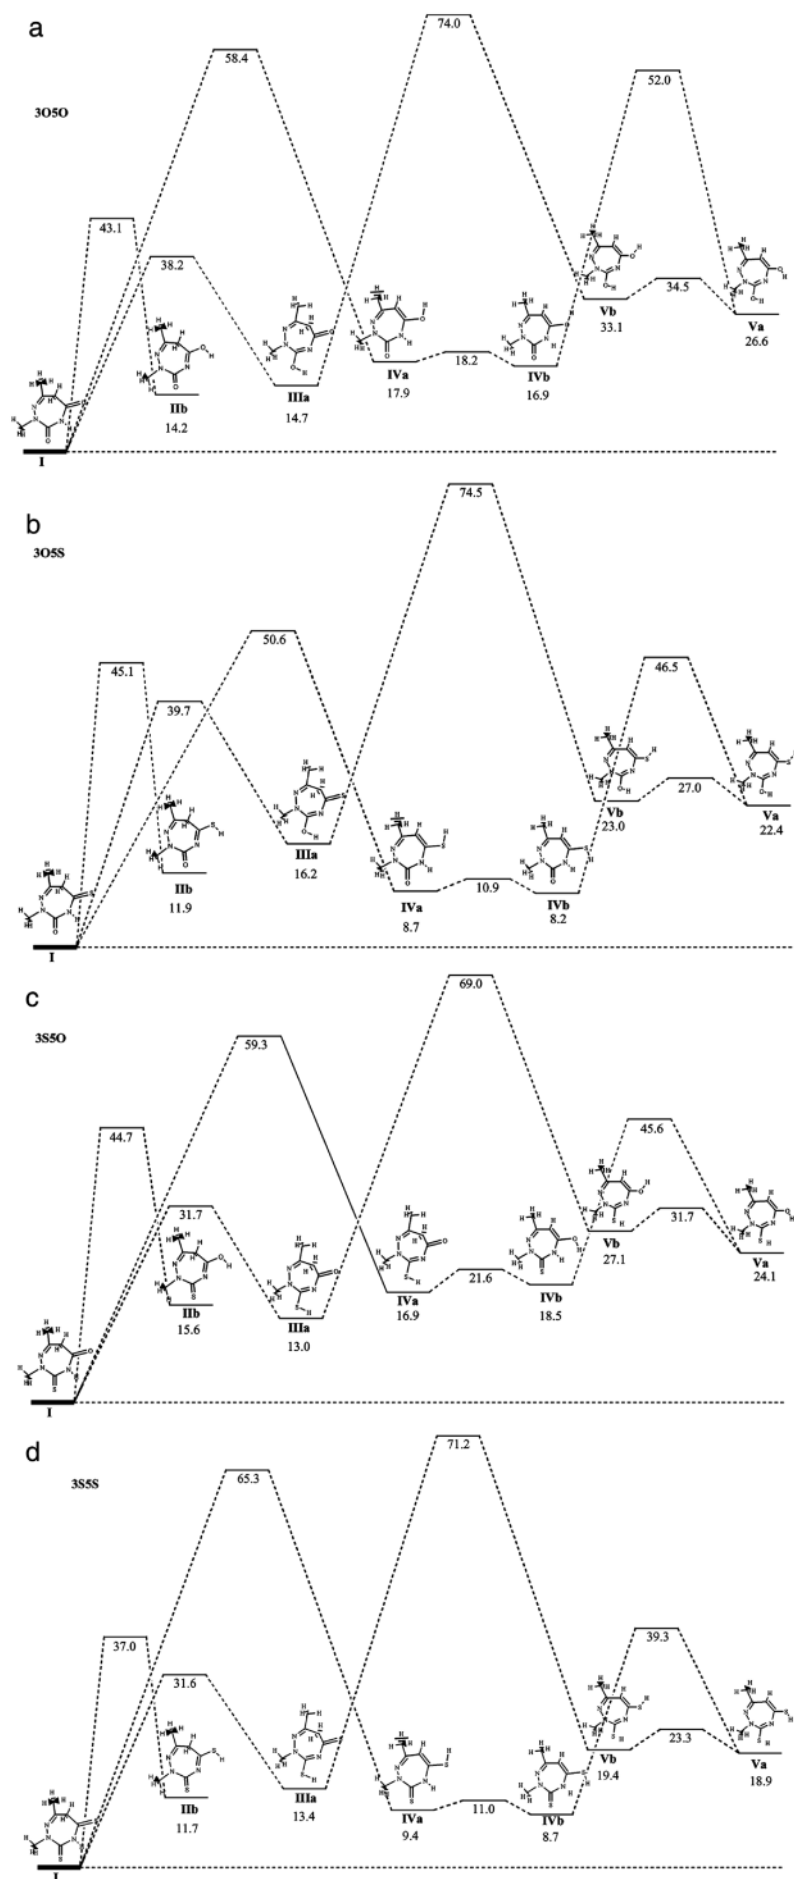 a
74.0
58.4
52.0
3O5O
43.1
38.2
34.5
Vb
33.1
Va
26.6
18.2
IVa
17.9
IVb
16.9
IIb
14.2
IIIa
14.7
I
b
74.5
3O5S
50.6
45.1
46.5
39.7
27.0
Vb
23.0
Va
22.4
IIIa
16.2
IIb
11.9
10.9
IVa
8.7
IVb
8.2
I
c
69.0
3S5O
59.3
44.7
45.6
31.7
31.7
Vb
27.1
Va
24.1
21.6
IVa
16.9
IVb
18.5
IIb
15.6
IIIa
13.0
I
d
71.2
3S5S
65.3
37.0
39.3
31.6
23.3
Vb
19.4
Va
18.9
IIb
11.7
IIIa
13.4
11.0
IVa
9.4
IVb
8.7
I